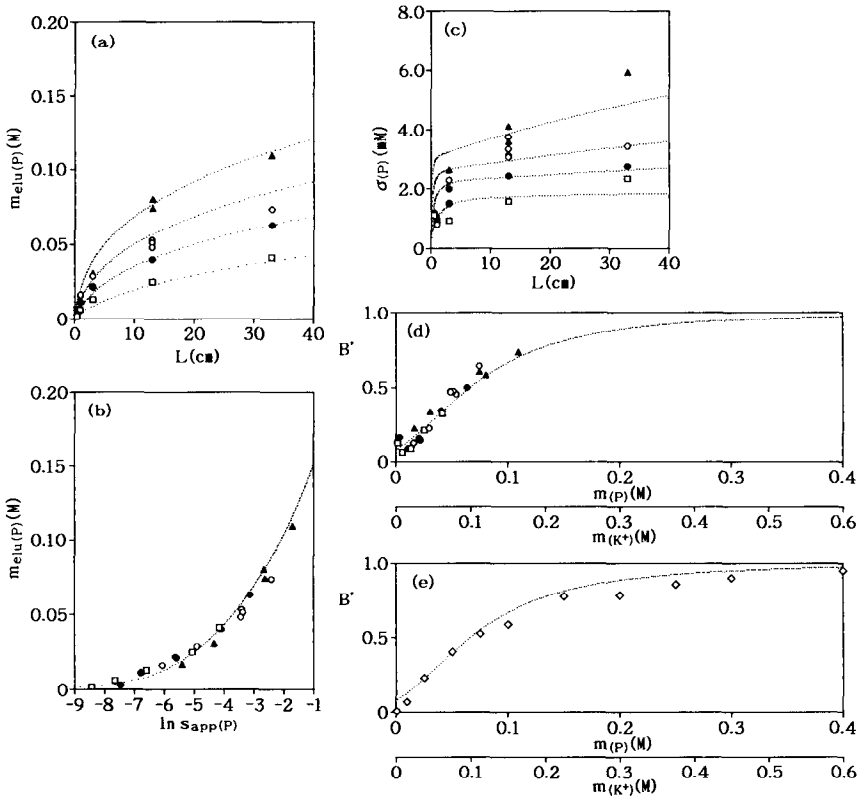 (a)
m_elu(P) (M)
0.20
0.15
0.10
0.05
0
0 10 20 30 40
L(cm)
(c)
σ(P) (mM)
8.0
6.0
4.0
2.0
0
0 10 20 30 40
L(cm)
(b)
m_elu(P) (M)
0.20
0.15
0.10
0.05
0
-9 -8 -7 -6 -5 -4 -3 -2 -1
ln s_app(P)
(d)
B'
1.0
0.5
0
0 0.1 0.2 0.3 0.4
m(P) (M)
0 0.1 0.2 0.3 0.4 0.5 0.6
m(K+) (M)
(e)
B'
1.0
0.5
0
0 0.1 0.2 0.3 0.4
m(P) (M)
0 0.1 0.2 0.3 0.4 0.5 0.6
m(K+) (M)